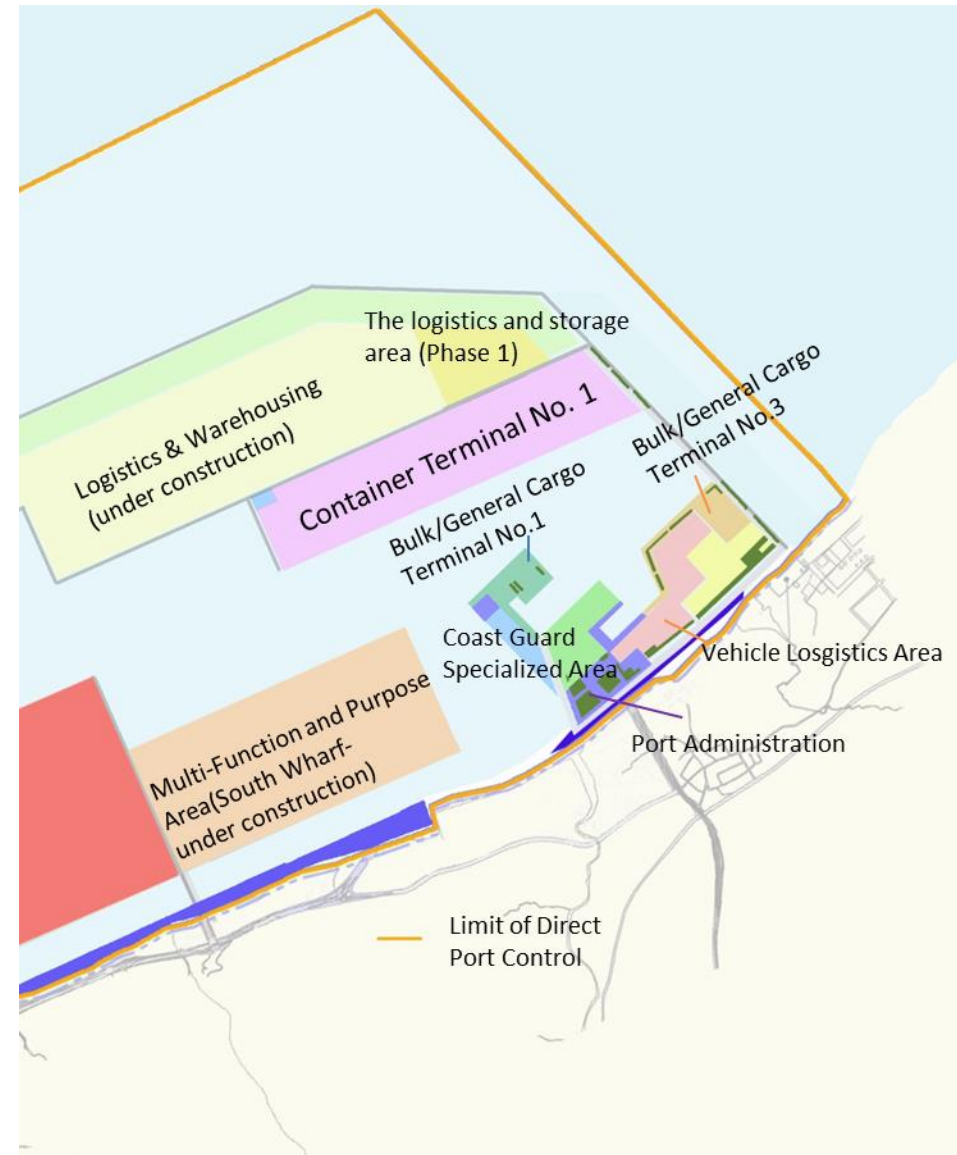 The logistics and storage
area (Phase 1)
Logistics & Warehousing
(under construction)
Container Terminal No. 1
Bulk/General Cargo
Terminal No.3
Bulk/General Cargo
Terminal No.1
Coast Guard
Specialized Area
Vehicle Losgistics Area
Port Administration
Multi-Function and Purpose
Area(South Wharf-
under construction)
Limit of Direct
Port Control